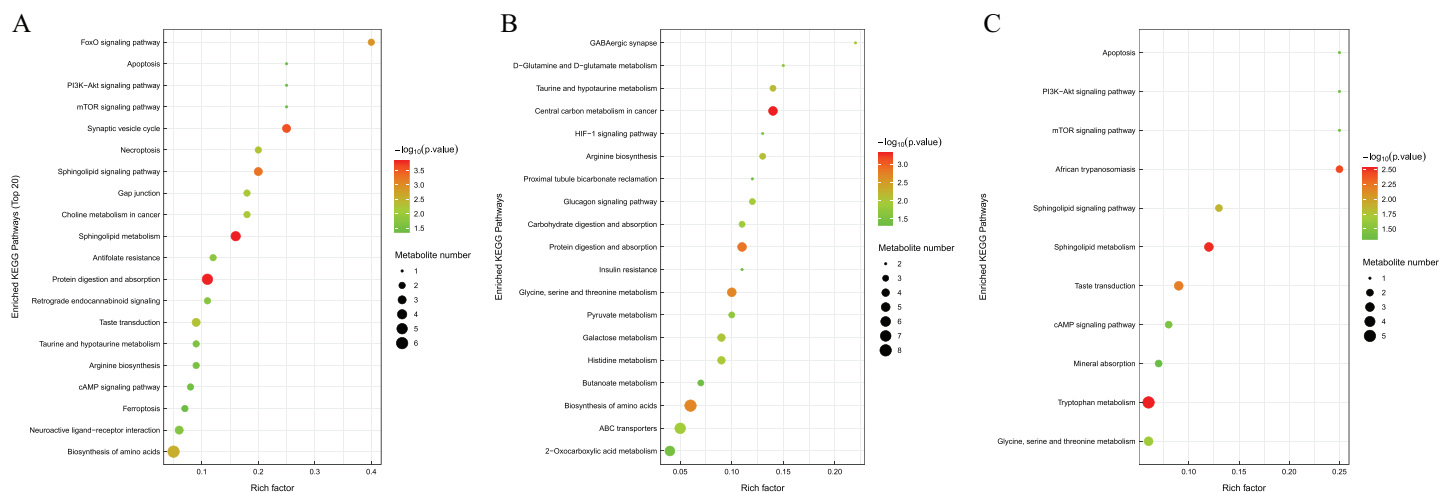 A
Enriched KEGG Pathways (Top 20)
FoxO signaling pathway
Apoptosis
PI3K−Akt signaling pathway
mTOR signaling pathway
Synaptic vesicle cycle
Necroptosis
Sphingolipid signaling pathway
Gap junction
Choline metabolism in cancer
Sphingolipid metabolism
Antifolate resistance
Protein digestion and absorption
Retrograde endocannabinoid signaling
Taste transduction
Taurine and hypotaurine metabolism
Arginine biosynthesis
cAMP signaling pathway
Ferroptosis
Neuroactive ligand−receptor interaction
Biosynthesis of amino acids
0.1 0.2 0.3 0.4
Rich factor
−log10(p.value)
3.5
3.0
2.5
2.0
1.5
Metabolite number
1
2
3
4
5
6
B
Enriched KEGG Pathways
GABAergic synapse
D−Glutamine and D−glutamate metabolism
Taurine and hypotaurine metabolism
Central carbon metabolism in cancer
HIF−1 signaling pathway
Arginine biosynthesis
Proximal tubule bicarbonate reclamation
Glucagon signaling pathway
Carbohydrate digestion and absorption
Protein digestion and absorption
Insulin resistance
Glycine, serine and threonine metabolism
Pyruvate metabolism
Galactose metabolism
Histidine metabolism
Butanoate metabolism
Biosynthesis of amino acids
ABC transporters
2−Oxocarboxylic acid metabolism
0.05 0.10 0.15 0.20
Rich factor
−log10(p.value)
3.0
2.5
2.0
1.5
Metabolite number
2
3
4
5
6
7
8
C
Enriched KEGG Pathways
Apoptosis
PI3K−Akt signaling pathway
mTOR signaling pathway
African trypanosomiasis
Sphingolipid signaling pathway
Sphingolipid metabolism
Taste transduction
cAMP signaling pathway
Mineral absorption
Tryptophan metabolism
Glycine, serine and threonine metabolism
0.10 0.15 0.20 0.25
Rich factor
−log10(p.value)
2.50
2.25
2.00
1.75
1.50
Metabolite number
1
2
3
4
5